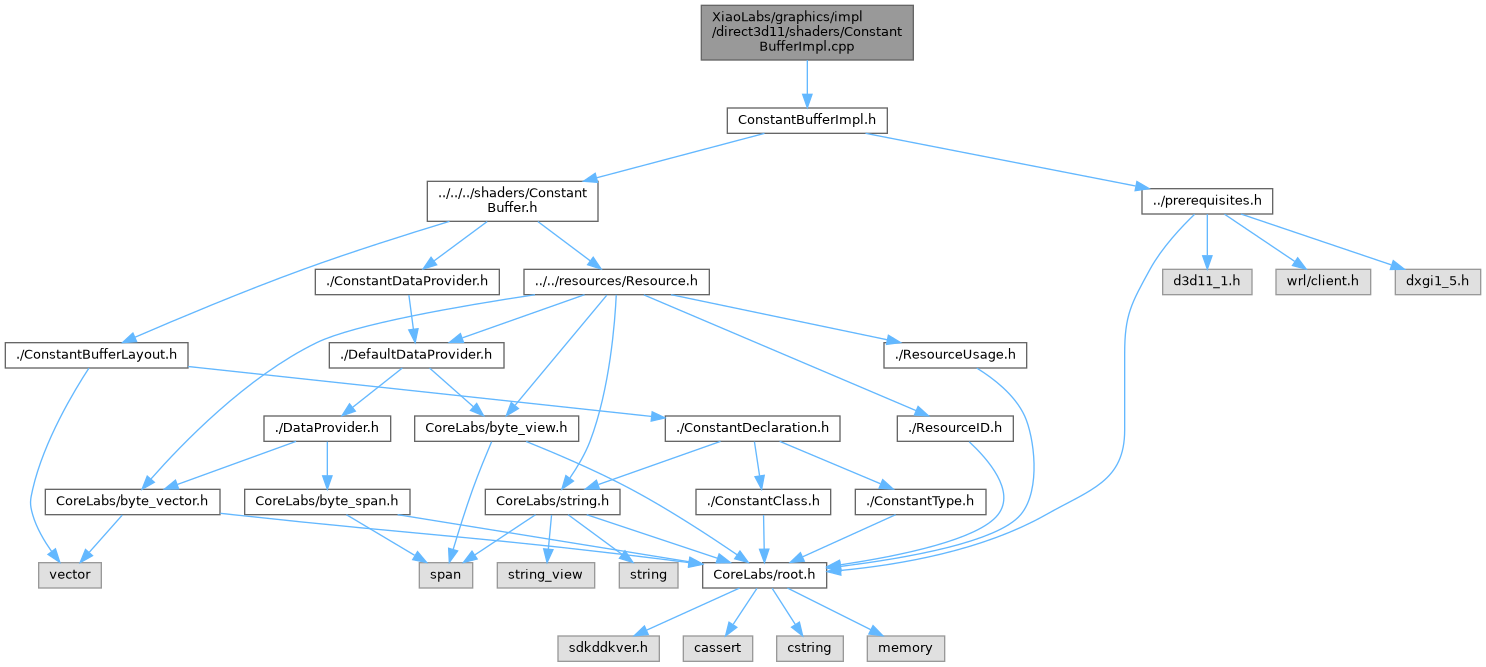 XiaoLabs/graphics/impl
/direct3d11/shaders/Constant
BufferImpl.cpp
ConstantBufferImpl.h
../../../shaders/Constant
Buffer.h
../prerequisites.h
./ConstantDataProvider.h
../../resources/Resource.h
d3d11_1.h
wrl/client.h
dxgi1_5.h
./ConstantBufferLayout.h
./DefaultDataProvider.h
./ResourceUsage.h
./DataProvider.h
CoreLabs/byte_view.h
./ConstantDeclaration.h
./ResourceID.h
CoreLabs/byte_vector.h
CoreLabs/byte_span.h
CoreLabs/string.h
./ConstantClass.h
./ConstantType.h
vector
span
string_view
string
CoreLabs/root.h
sdkddkver.h
cassert
cstring
memory